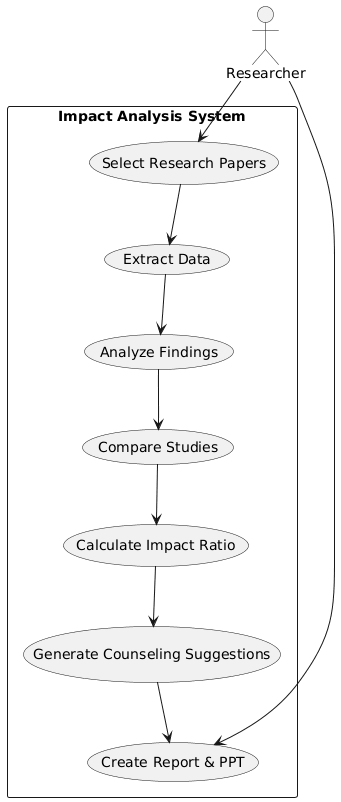 Researcher
Impact Analysis System
Select Research Papers
Extract Data
Analyze Findings
Compare Studies
Calculate Impact Ratio
Generate Counseling Suggestions
Create Report & PPT